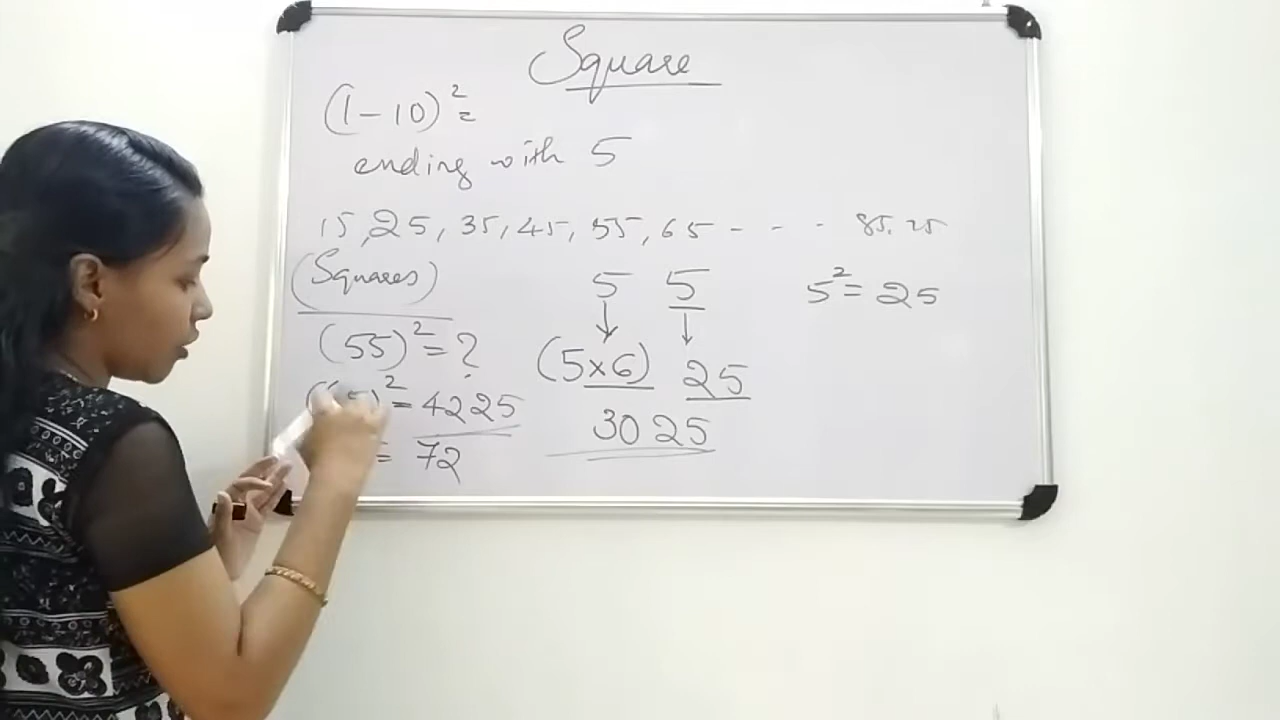 Square
(1-10)² =
ending with 5
15, 25, 35, 45, 55, 65 - - - 85, 25
(Squares)
5 5 5² = 25
(55)² = ? (5×6) 25
)² = 4225 3025
= 72